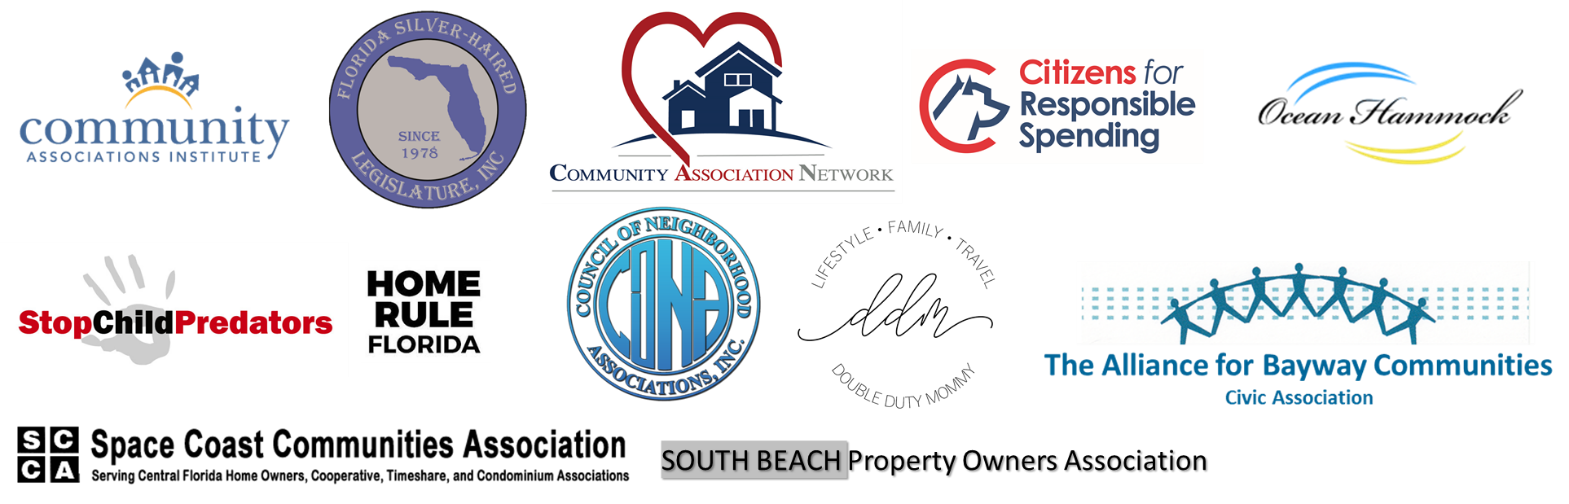 community
ASSOCIATIONS INSTITUTE
FLORIDA SILVER-HAIRED
SINCE
1978
LEGISLATURE, INC
COMMUNITY ASSOCIATION NETWORK
Citizens for
Responsible
Spending
Ocean Hammock
StopChildPredators
HOME
RULE
FLORIDA
COUNCIL OF NEIGHBORHOOD
CONA
ASSOCIATIONS, INC.
LIFESTYLE • FAMILY • TRAVEL
ddm
DOUBLE DUTY MOMMY
The Alliance for Bayway Communities
Civic Association
SC
CA
Space Coast Communities Association
Serving Central Florida Home Owners, Cooperative, Timeshare, and Condominium Associations
SOUTH BEACH Property Owners Association